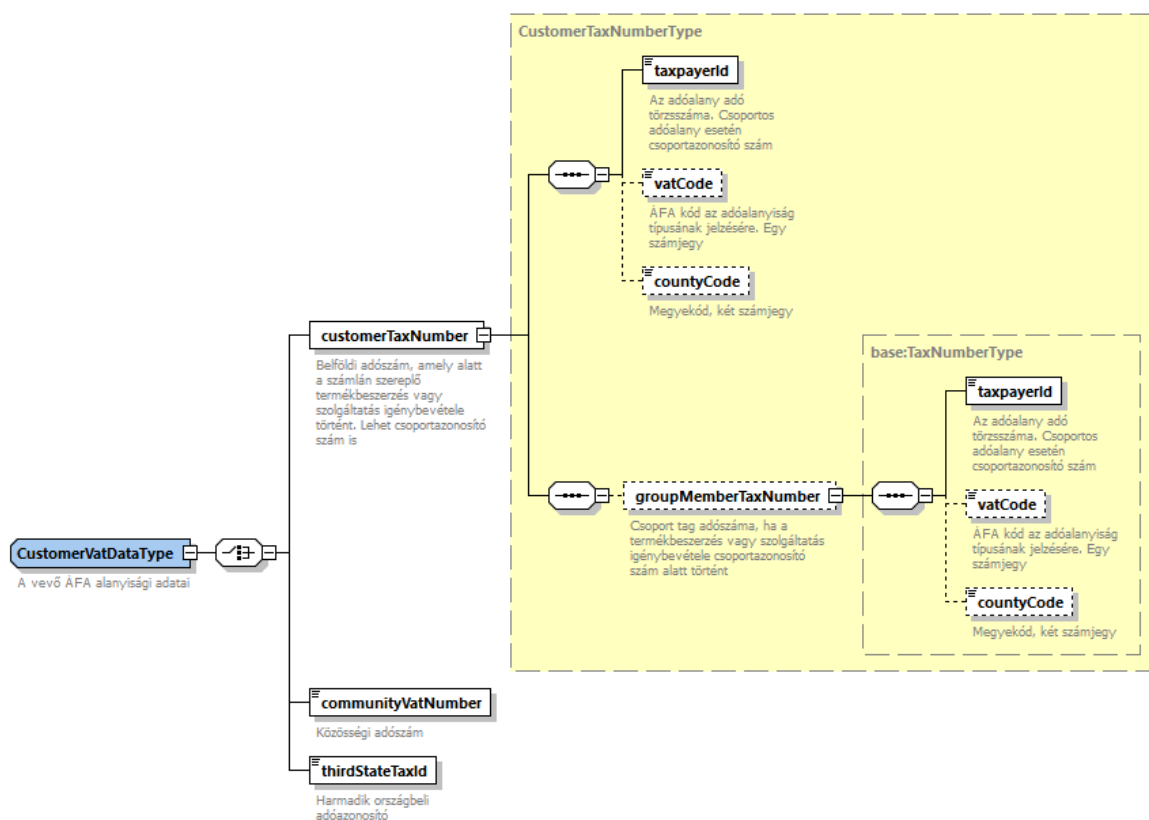 CustomerTaxNumberType
taxpayerId
Az adóalany adó
törzsszáma. Csoportos
adóalany esetén
csoportazonosító szám
vatCode
ÁFA kód az adóalanyiság
típusának jelzésére. Egy
számjegy
countyCode
Megyekód, két számjegy
customerTaxNumber
Belföldi adószám, amely alatt
a számlán szereplő
termékbeszerzés vagy
szolgáltatás igénybevétele
történt. Lehet csoportazonosító
szám is
base:TaxNumberType
taxpayerId
Az adóalany adó
törzsszáma. Csoportos
adóalany esetén
csoportazonosító szám
groupMemberTaxNumber
Csoport tag adószáma, ha a
termékbeszerzés vagy szolgáltatás
igénybevétele csoportazonosító
szám alatt történt
vatCode
ÁFA kód az adóalanyiság
típusának jelzésére. Egy
számjegy
countyCode
Megyekód, két számjegy
CustomerVatDataType
A vevő ÁFA alanyisági adatai
communityVatNumber
Közösségi adószám
thirdStateTaxId
Harmadik országbeli
adóazonosító